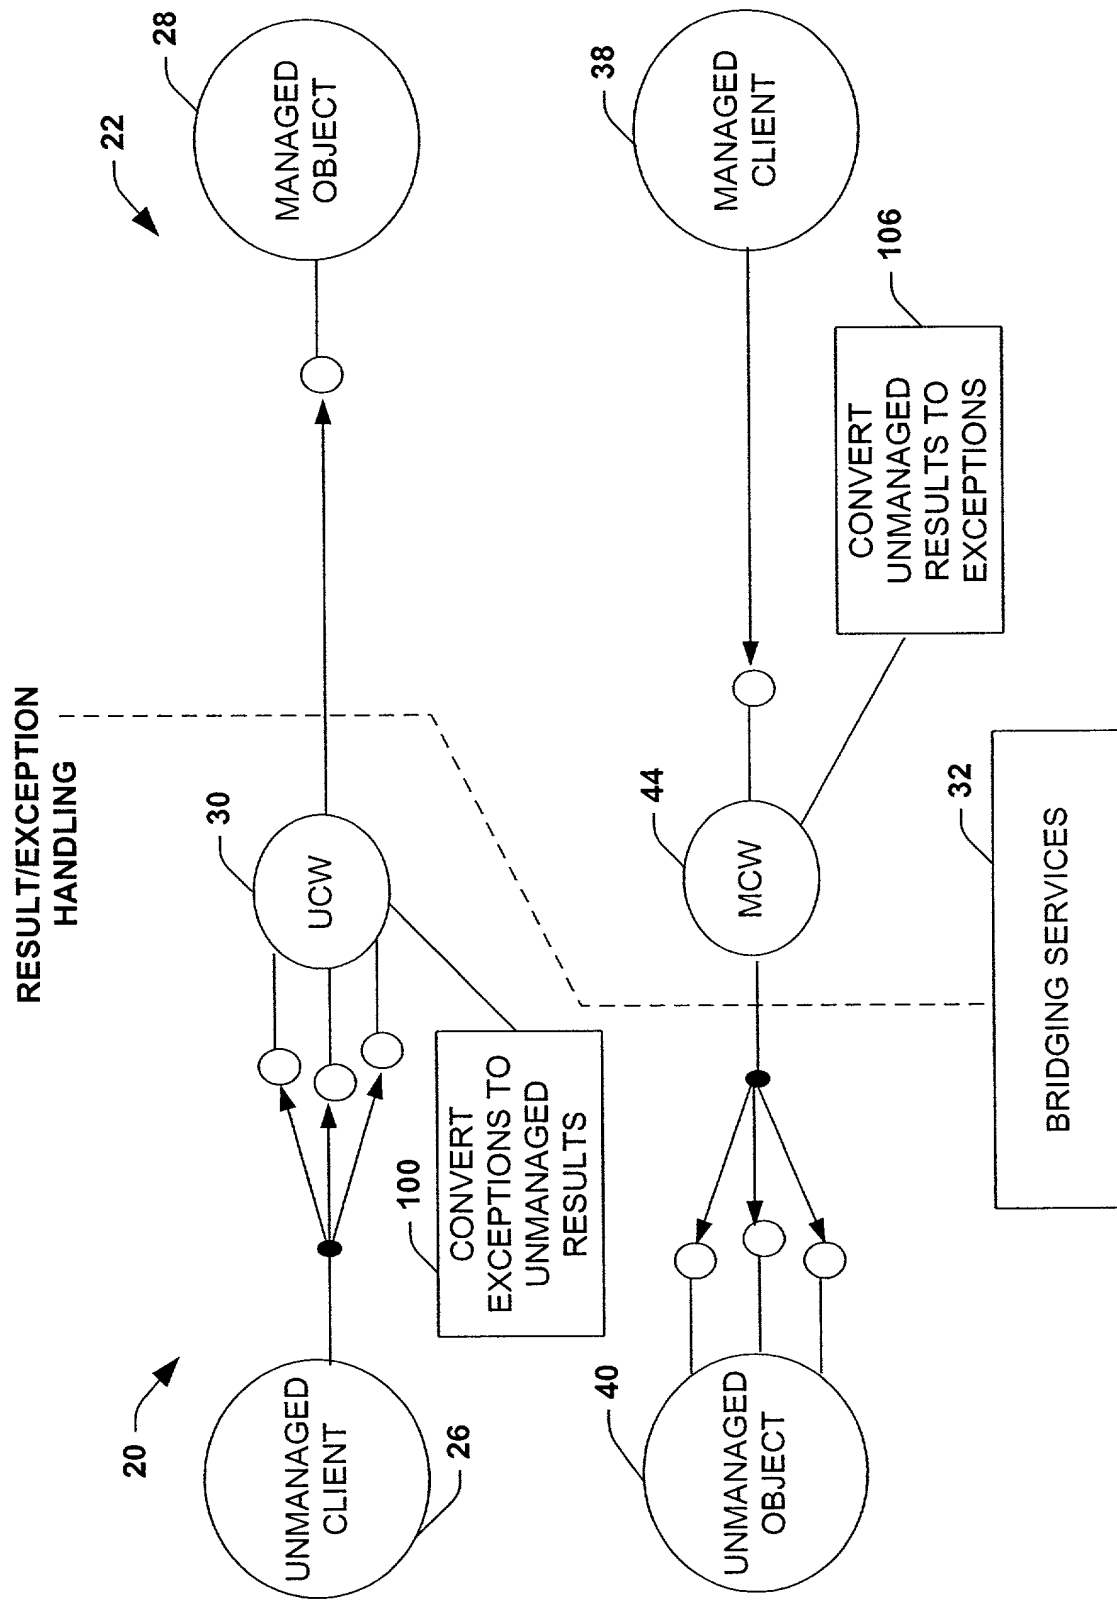 RESULT/EXCEPTION
HANDLING
20
22
UNMANAGED
CLIENT
26
30
UCW
MANAGED
OBJECT
28
100
CONVERT
EXCEPTIONS TO
UNMANAGED
RESULTS
40
UNMANAGED
OBJECT
44
MCW
38
MANAGED
CLIENT
106
CONVERT
UNMANAGED
RESULTS TO
EXCEPTIONS
32
BRIDGING SERVICES